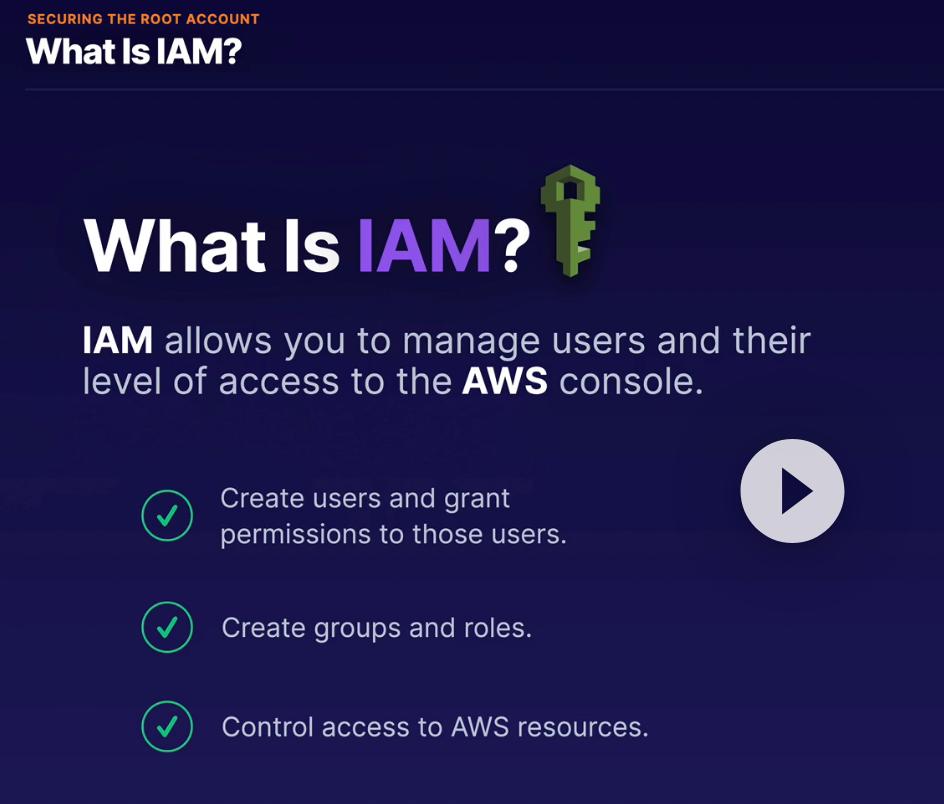 SECURING THE ROOT ACCOUNT
What Is IAM?
What Is IAM?
IAM allows you to manage users and their
level of access to the AWS console.
Create users and grant
permissions to those users.
Create groups and roles.
Control access to AWS resources.